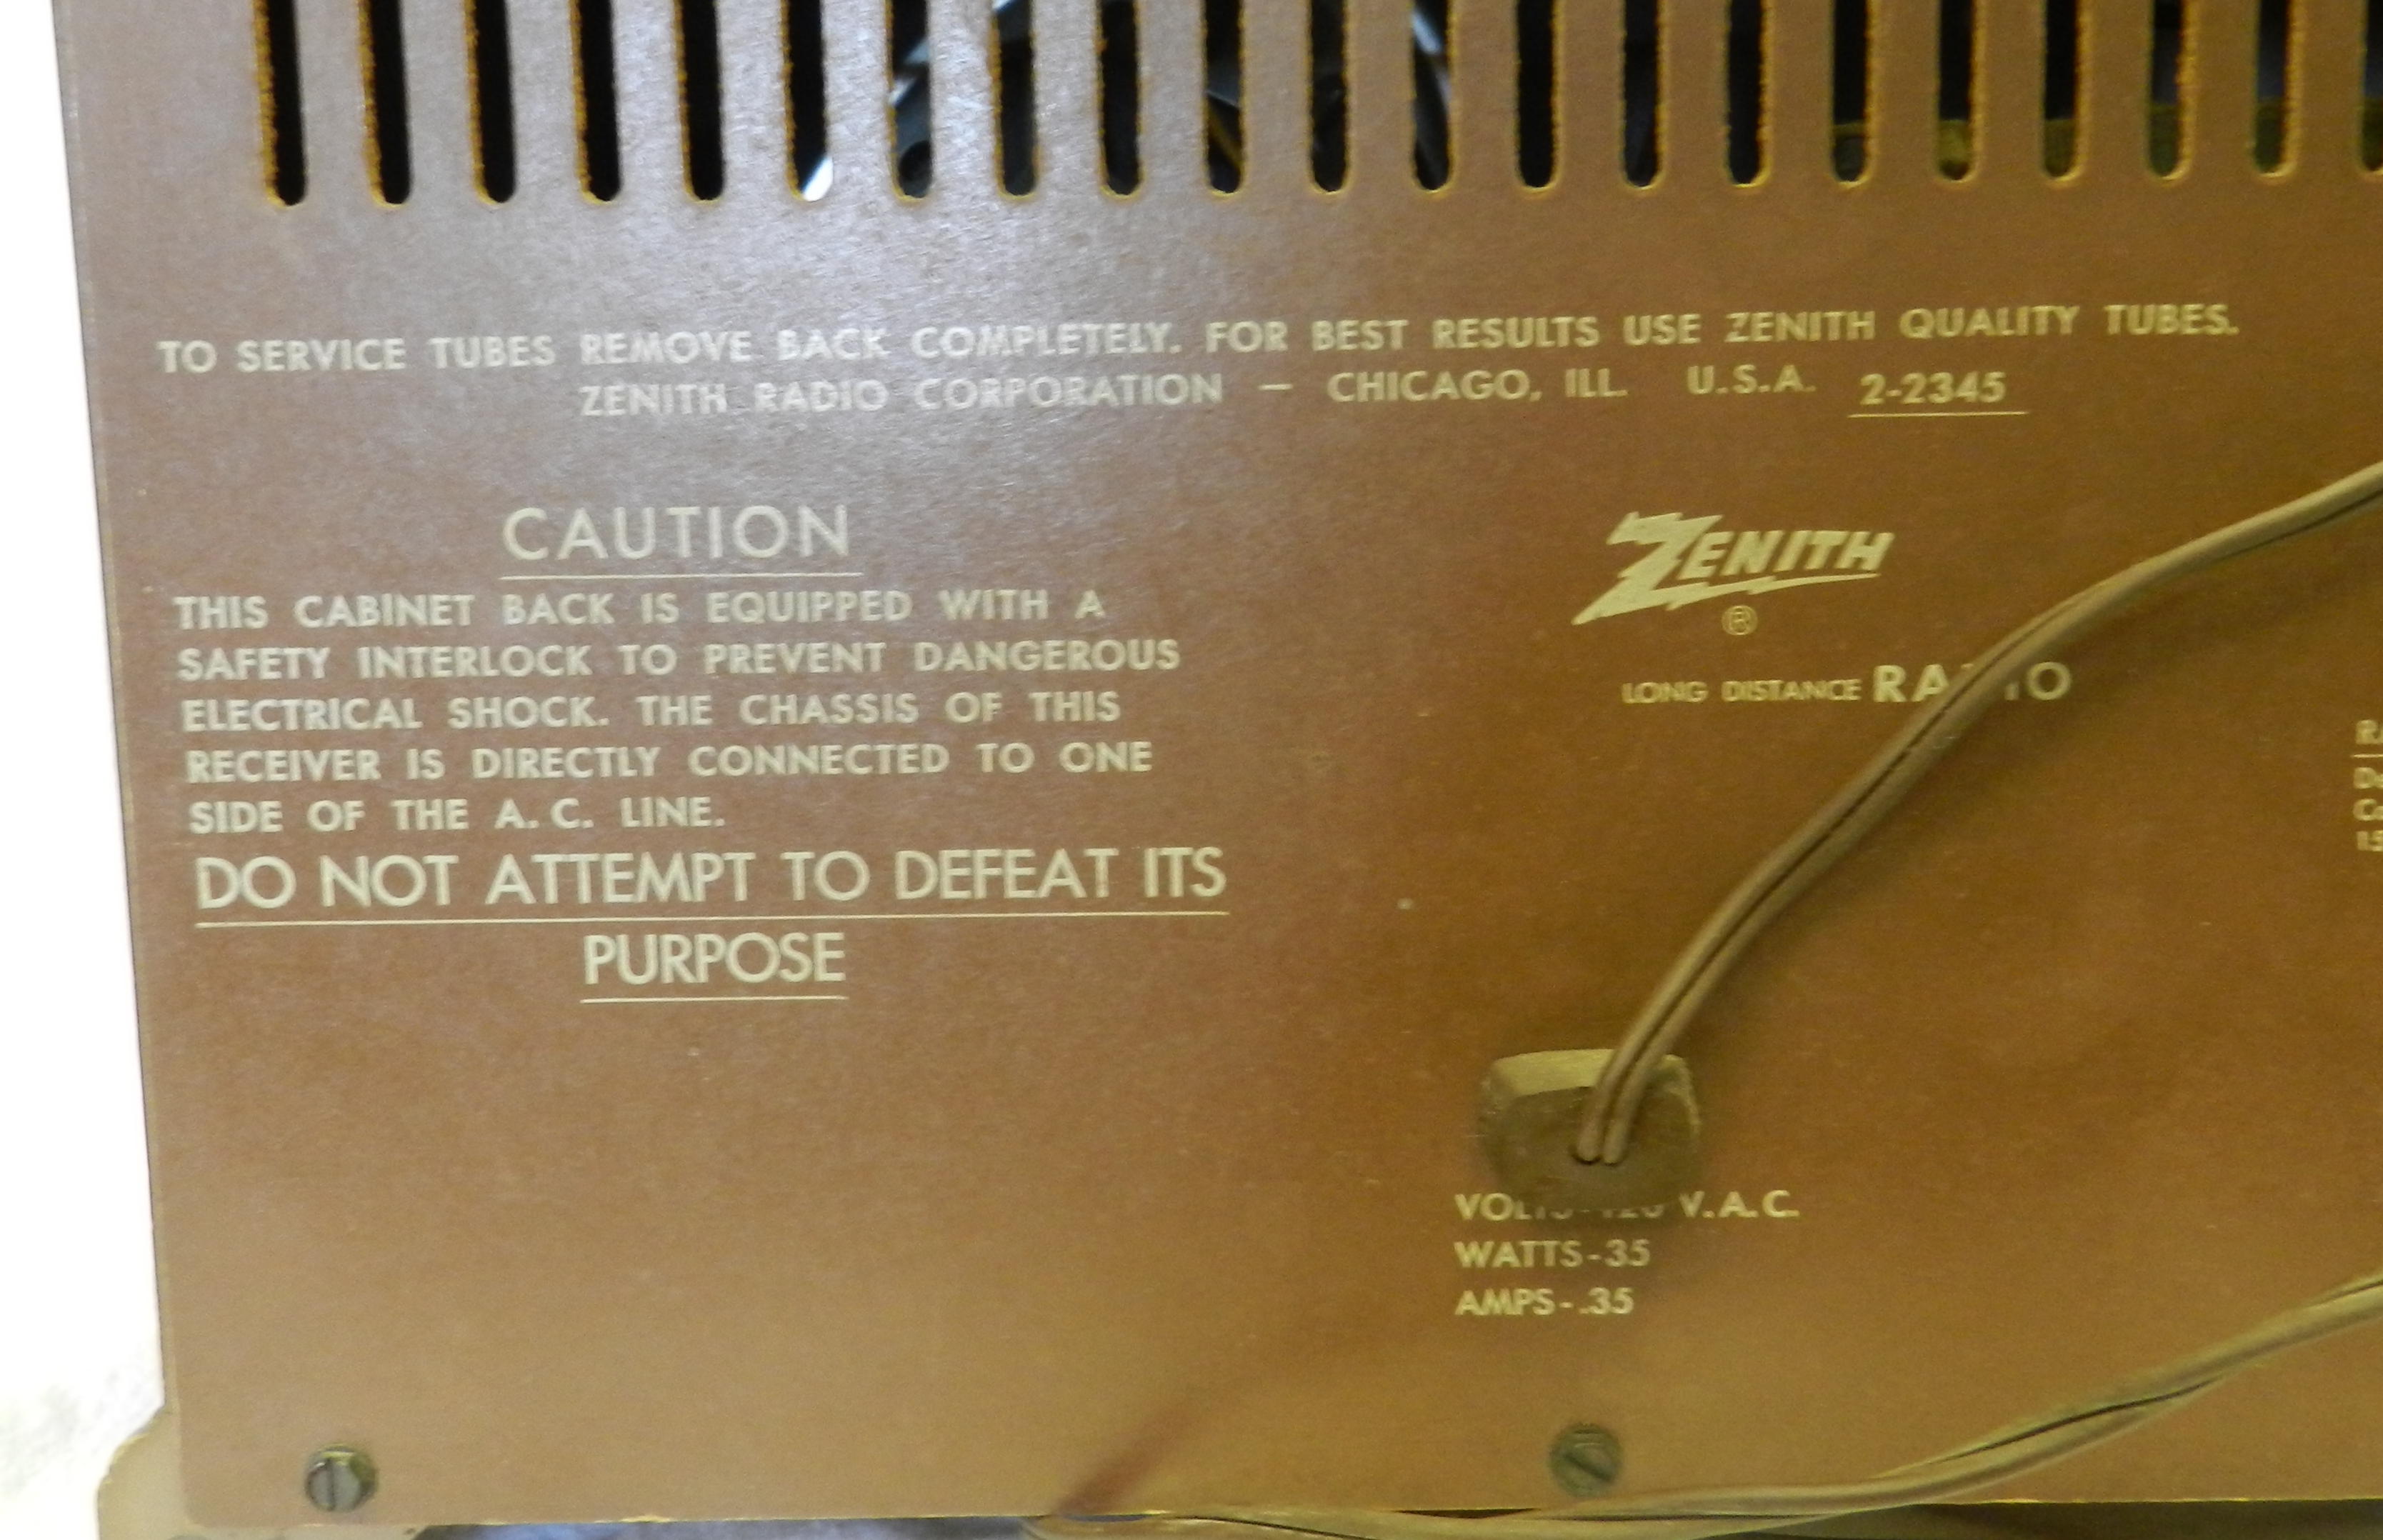 TO SERVICE TUBES REMOVE BACK COMPLETELY. FOR BEST RESULTS USE ZENITH QUALITY TUBES.
ZENITH RADIO CORPORATION — CHICAGO, ILL. U.S.A. 2-2345
CAUTION
THIS CABINET BACK IS EQUIPPED WITH A
SAFETY INTERLOCK TO PREVENT DANGEROUS
ELECTRICAL SHOCK. THE CHASSIS OF THIS
RECEIVER IS DIRECTLY CONNECTED TO ONE
SIDE OF THE A.C. LINE.
DO NOT ATTEMPT TO DEFEAT ITS
PURPOSE
ZENITH
®
LONG DISTANCE RADIO
VOLTS-120 V.A.C.
WATTS-35
AMPS-.35